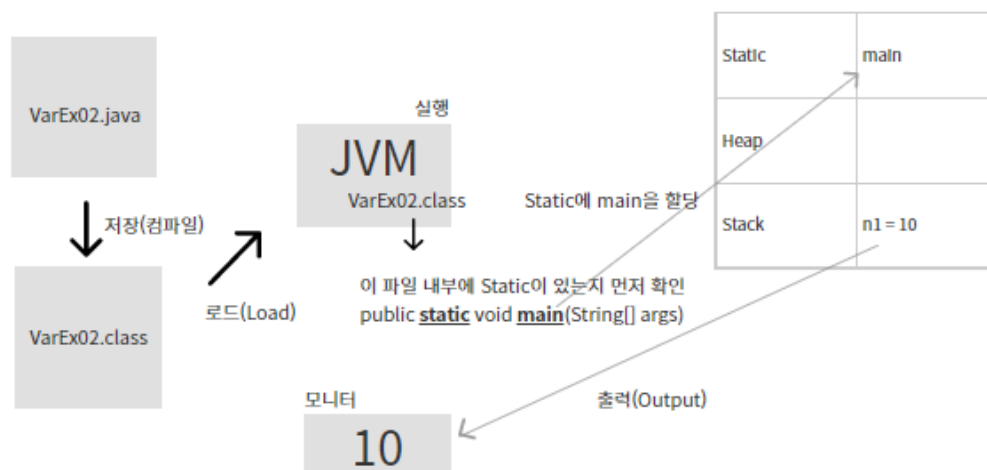 VarEx02.java
저장(컴파일)
VarEx02.class
로드(Load)
실행
JVM
VarEx02.class
이 파일 내부에 Static이 있는지 먼저 확인
public static void main(String[] args)
Static에 main을 할당
Static main
Heap
Stack n1 = 10
출력(Output)
모니터
10